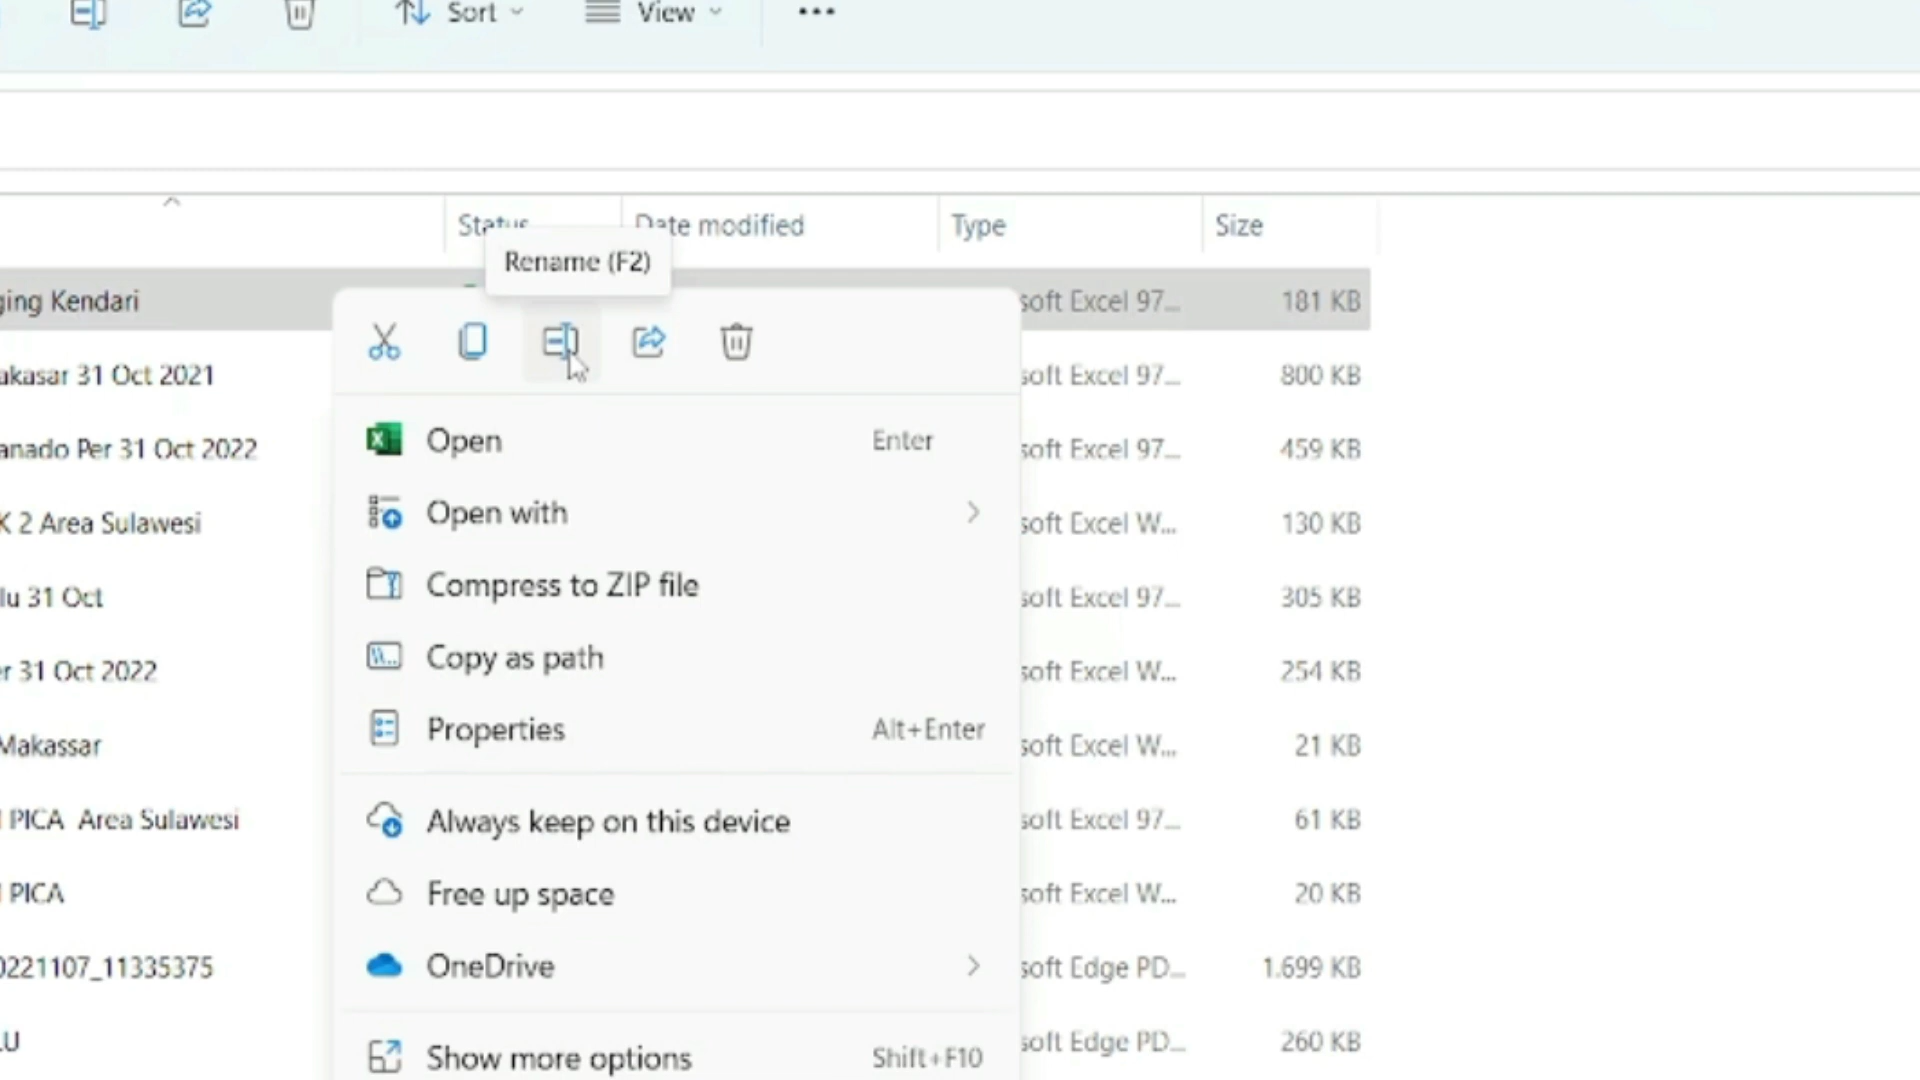 Sort
View
Status
Date modified
Type
Size
Rename (F2)
ging Kendari
soft Excel 97...
181 KB
akasar 31 Oct 2021
soft Excel 97...
800 KB
anado Per 31 Oct 2022
soft Excel 97...
459 KB
K 2 Area Sulawesi
soft Excel W...
130 KB
lu 31 Oct
soft Excel 97...
305 KB
r 31 Oct 2022
soft Excel W...
254 KB
Makassar
soft Excel W...
21 KB
PICA Area Sulawesi
soft Excel 97...
61 KB
PICA
soft Excel W...
20 KB
0221107_11335375
soft Edge PD...
1.699 KB
LU
soft Edge PD...
260 KB
Open
Enter
Open with
Compress to ZIP file
Copy as path
Properties
Alt+Enter
Always keep on this device
Free up space
OneDrive
Show more options
Shift+F10